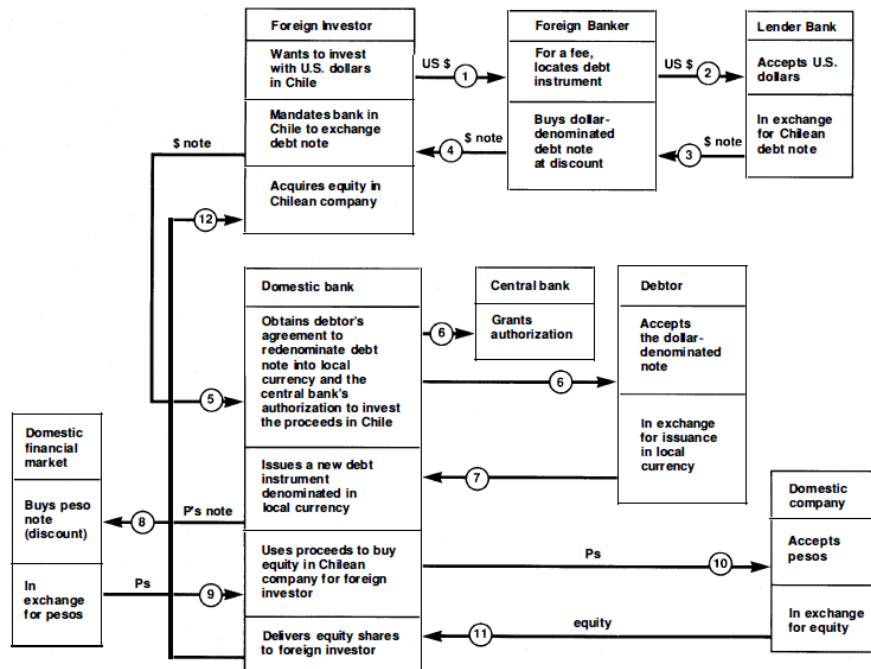 Foreign Investor
Wants to invest
with U.S. dollars
in Chile
Mandates bank in
Chile to exchange
debt note
Acquires equity in
Chilean company
US $
1
Foreign Banker
For a fee,
locates debt
instrument
Buys dollar-
denominated
debt note
at discount
US $
2
Lender Bank
Accepts U.S.
dollars
In exchange
for Chilean
debt note
$ note
3
$ note
4
$ note
12
5
Domestic bank
Obtains debtor's
agreement to
redenominate debt
note into local
currency and the
central bank's
authorization to invest
the proceeds in Chile
Issues a new debt
instrument
denominated in
local currency
Uses proceeds to buy
equity in Chilean
company for foreign
investor
Delivers equity shares
to foreign investor
6
Central bank
Grants
authorization
6
Debtor
Accepts
the dollar-
denominated
note
In exchange
for issuance
in local
currency
7
Domestic
financial
market
Buys peso
note
(discount)
In
exchange
for pesos
8
P's note
Ps
9
Ps
10
Domestic
company
Accepts
pesos
In exchange
for equity
equity
11